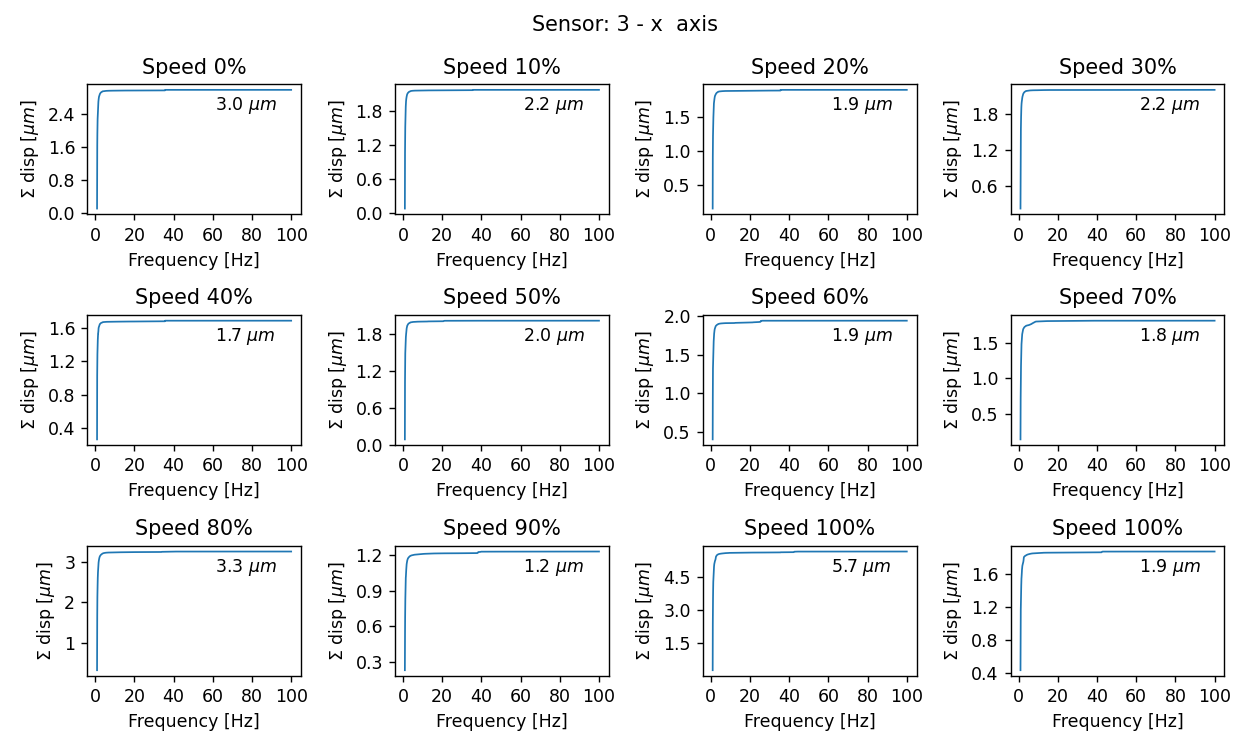 Sensor: 3 - x  axis
Speed 0%
Speed 10%
Speed 20%
Speed 30%
Σ disp [μm]
2.4
1.6
0.8
0.0
3.0 μm
0 20 40 60 80 100
Frequency [Hz]
Σ disp [μm]
1.8
1.2
0.6
0.0
2.2 μm
0 20 40 60 80 100
Frequency [Hz]
Σ disp [μm]
1.5
1.0
0.5
1.9 μm
0 20 40 60 80 100
Frequency [Hz]
Σ disp [μm]
1.8
1.2
0.6
2.2 μm
0 20 40 60 80 100
Frequency [Hz]
Speed 40%
Speed 50%
Speed 60%
Speed 70%
Σ disp [μm]
1.6
1.2
0.8
0.4
1.7 μm
0 20 40 60 80 100
Frequency [Hz]
Σ disp [μm]
1.8
1.2
0.6
0.0
2.0 μm
0 20 40 60 80 100
Frequency [Hz]
Σ disp [μm]
2.0
1.5
1.0
0.5
1.9 μm
0 20 40 60 80 100
Frequency [Hz]
Σ disp [μm]
1.5
1.0
0.5
1.8 μm
0 20 40 60 80 100
Frequency [Hz]
Speed 80%
Speed 90%
Speed 100%
Speed 100%
Σ disp [μm]
3
2
1
3.3 μm
0 20 40 60 80 100
Frequency [Hz]
Σ disp [μm]
1.2
0.9
0.6
0.3
1.2 μm
0 20 40 60 80 100
Frequency [Hz]
Σ disp [μm]
4.5
3.0
1.5
5.7 μm
0 20 40 60 80 100
Frequency [Hz]
Σ disp [μm]
1.6
1.2
0.8
0.4
1.9 μm
0 20 40 60 80 100
Frequency [Hz]